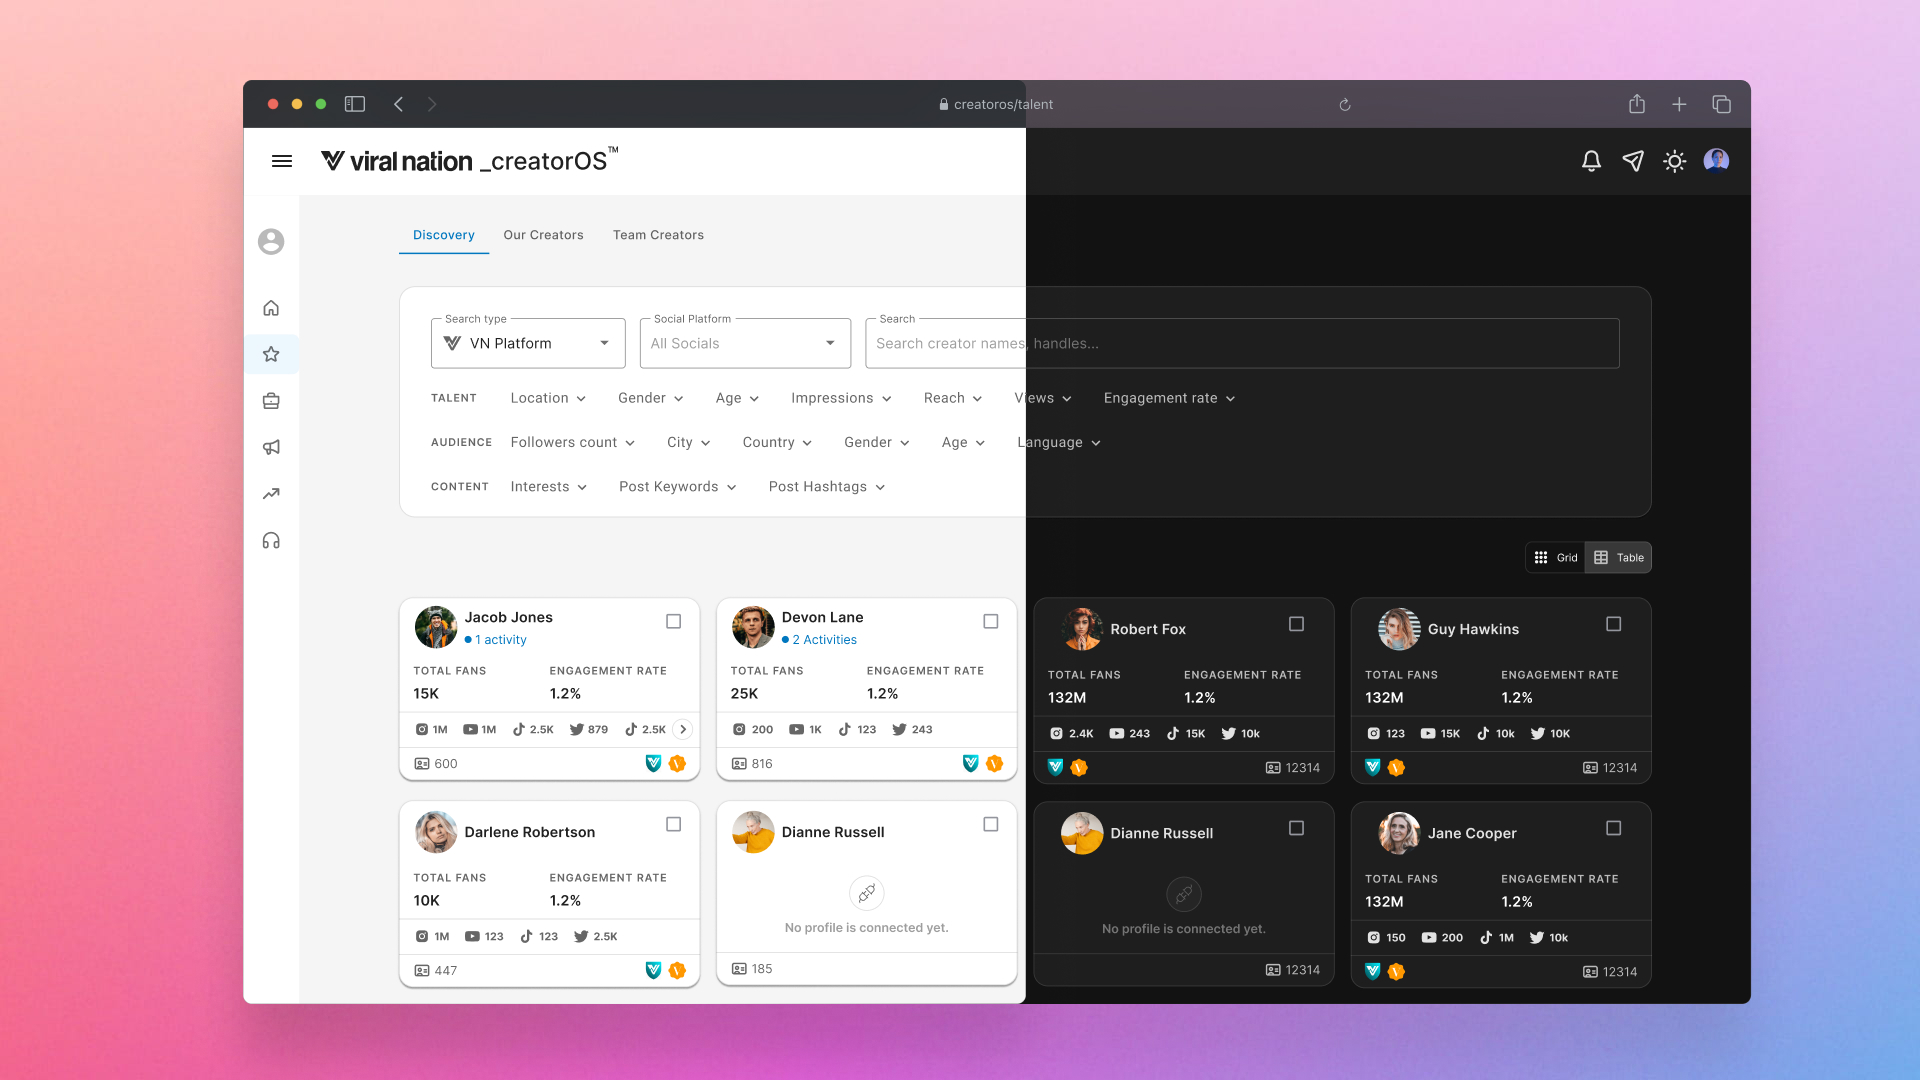 creatoros/talent
viral nation _creatorOS™
Discovery Our Creators Team Creators
Search type Social Platform Search
VN Platform All Socials Search creator names, handles...
TALENT Location Gender Age Impressions Reach Views Engagement rate
AUDIENCE Followers count City Country Gender Age Language
CONTENT Interests Post Keywords Post Hashtags
Grid Table
Jacob Jones
1 activity
TOTAL FANS ENGAGEMENT RATE
15K 1.2%
1M 1M 2.5K 879 2.5K
600
Devon Lane
2 Activities
TOTAL FANS ENGAGEMENT RATE
25K 1.2%
200 1K 123 243
816
Robert Fox
TOTAL FANS ENGAGEMENT RATE
132M 1.2%
2.4K 243 15K 10k
12314
Guy Hawkins
TOTAL FANS ENGAGEMENT RATE
132M 1.2%
123 15K 10k 10K
12314
Darlene Robertson
TOTAL FANS ENGAGEMENT RATE
10K 1.2%
1M 123 123 2.5K
447
Dianne Russell
No profile is connected yet.
185
Dianne Russell
No profile is connected yet.
12314
Jane Cooper
TOTAL FANS ENGAGEMENT RATE
132M 1.2%
150 200 1M 10k
12314